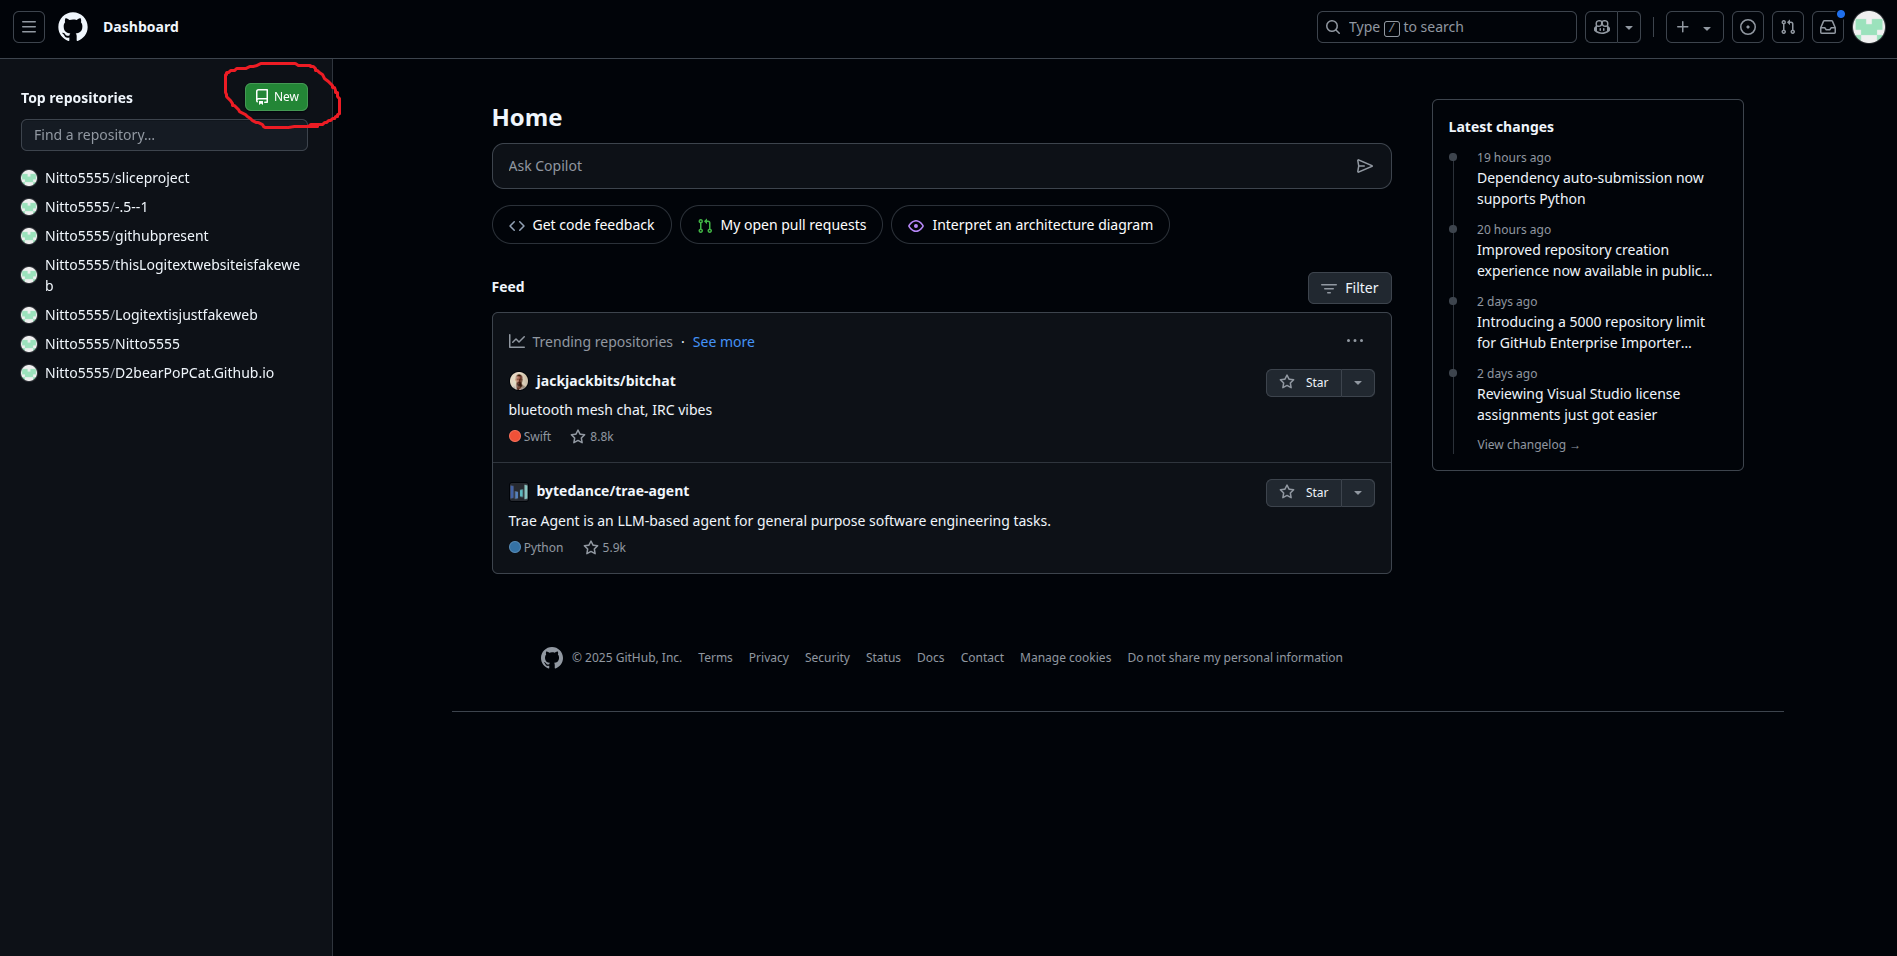 Dashboard
Type / to search
Top repositories
New
Find a repository...
Nitto5555/sliceproject
Nitto5555/-.5--1
Nitto5555/githubpresent
Nitto5555/thisLogitextwebsiteisfakewe
b
Nitto5555/Logitextisjustfakeweb
Nitto5555/Nitto5555
Nitto5555/D2bearPoPCat.Github.io
Home
Ask Copilot
Get code feedback
My open pull requests
Interpret an architecture diagram
Feed
Filter
Trending repositories · See more
jackjackbits/bitchat
Star
bluetooth mesh chat, IRC vibes
Swift 8.8k
bytedance/trae-agent
Star
Trae Agent is an LLM-based agent for general purpose software engineering tasks.
Python 5.9k
Latest changes
19 hours ago
Dependency auto-submission now
supports Python
20 hours ago
Improved repository creation
experience now available in public...
2 days ago
Introducing a 5000 repository limit
for GitHub Enterprise Importer...
2 days ago
Reviewing Visual Studio license
assignments just got easier
View changelog →
© 2025 GitHub, Inc. Terms Privacy Security Status Docs Contact Manage cookies Do not share my personal information